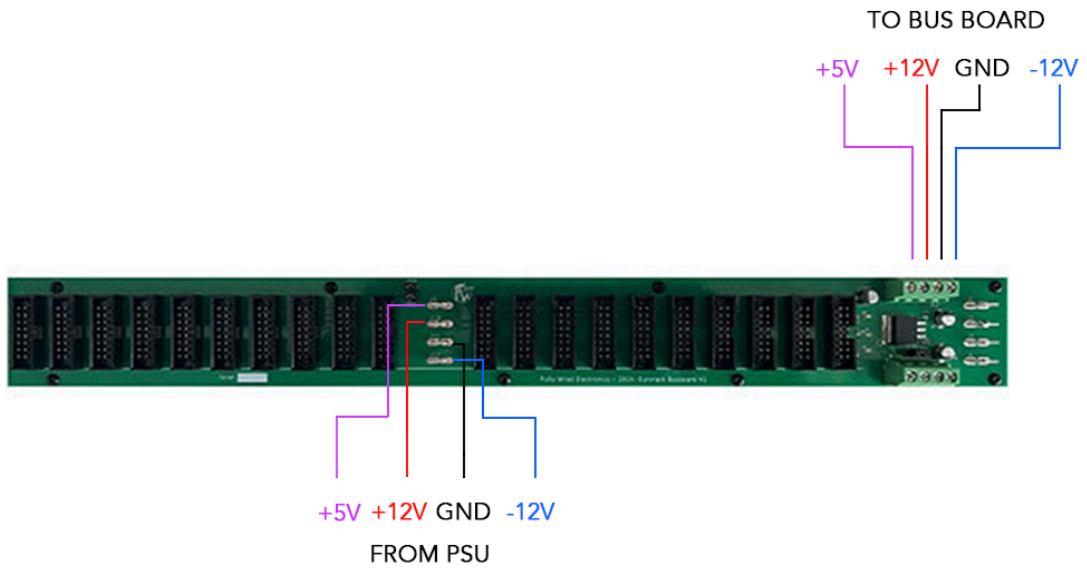 TO BUS BOARD
+5V +12V GND -12V
+5V +12V GND -12V
FROM PSU